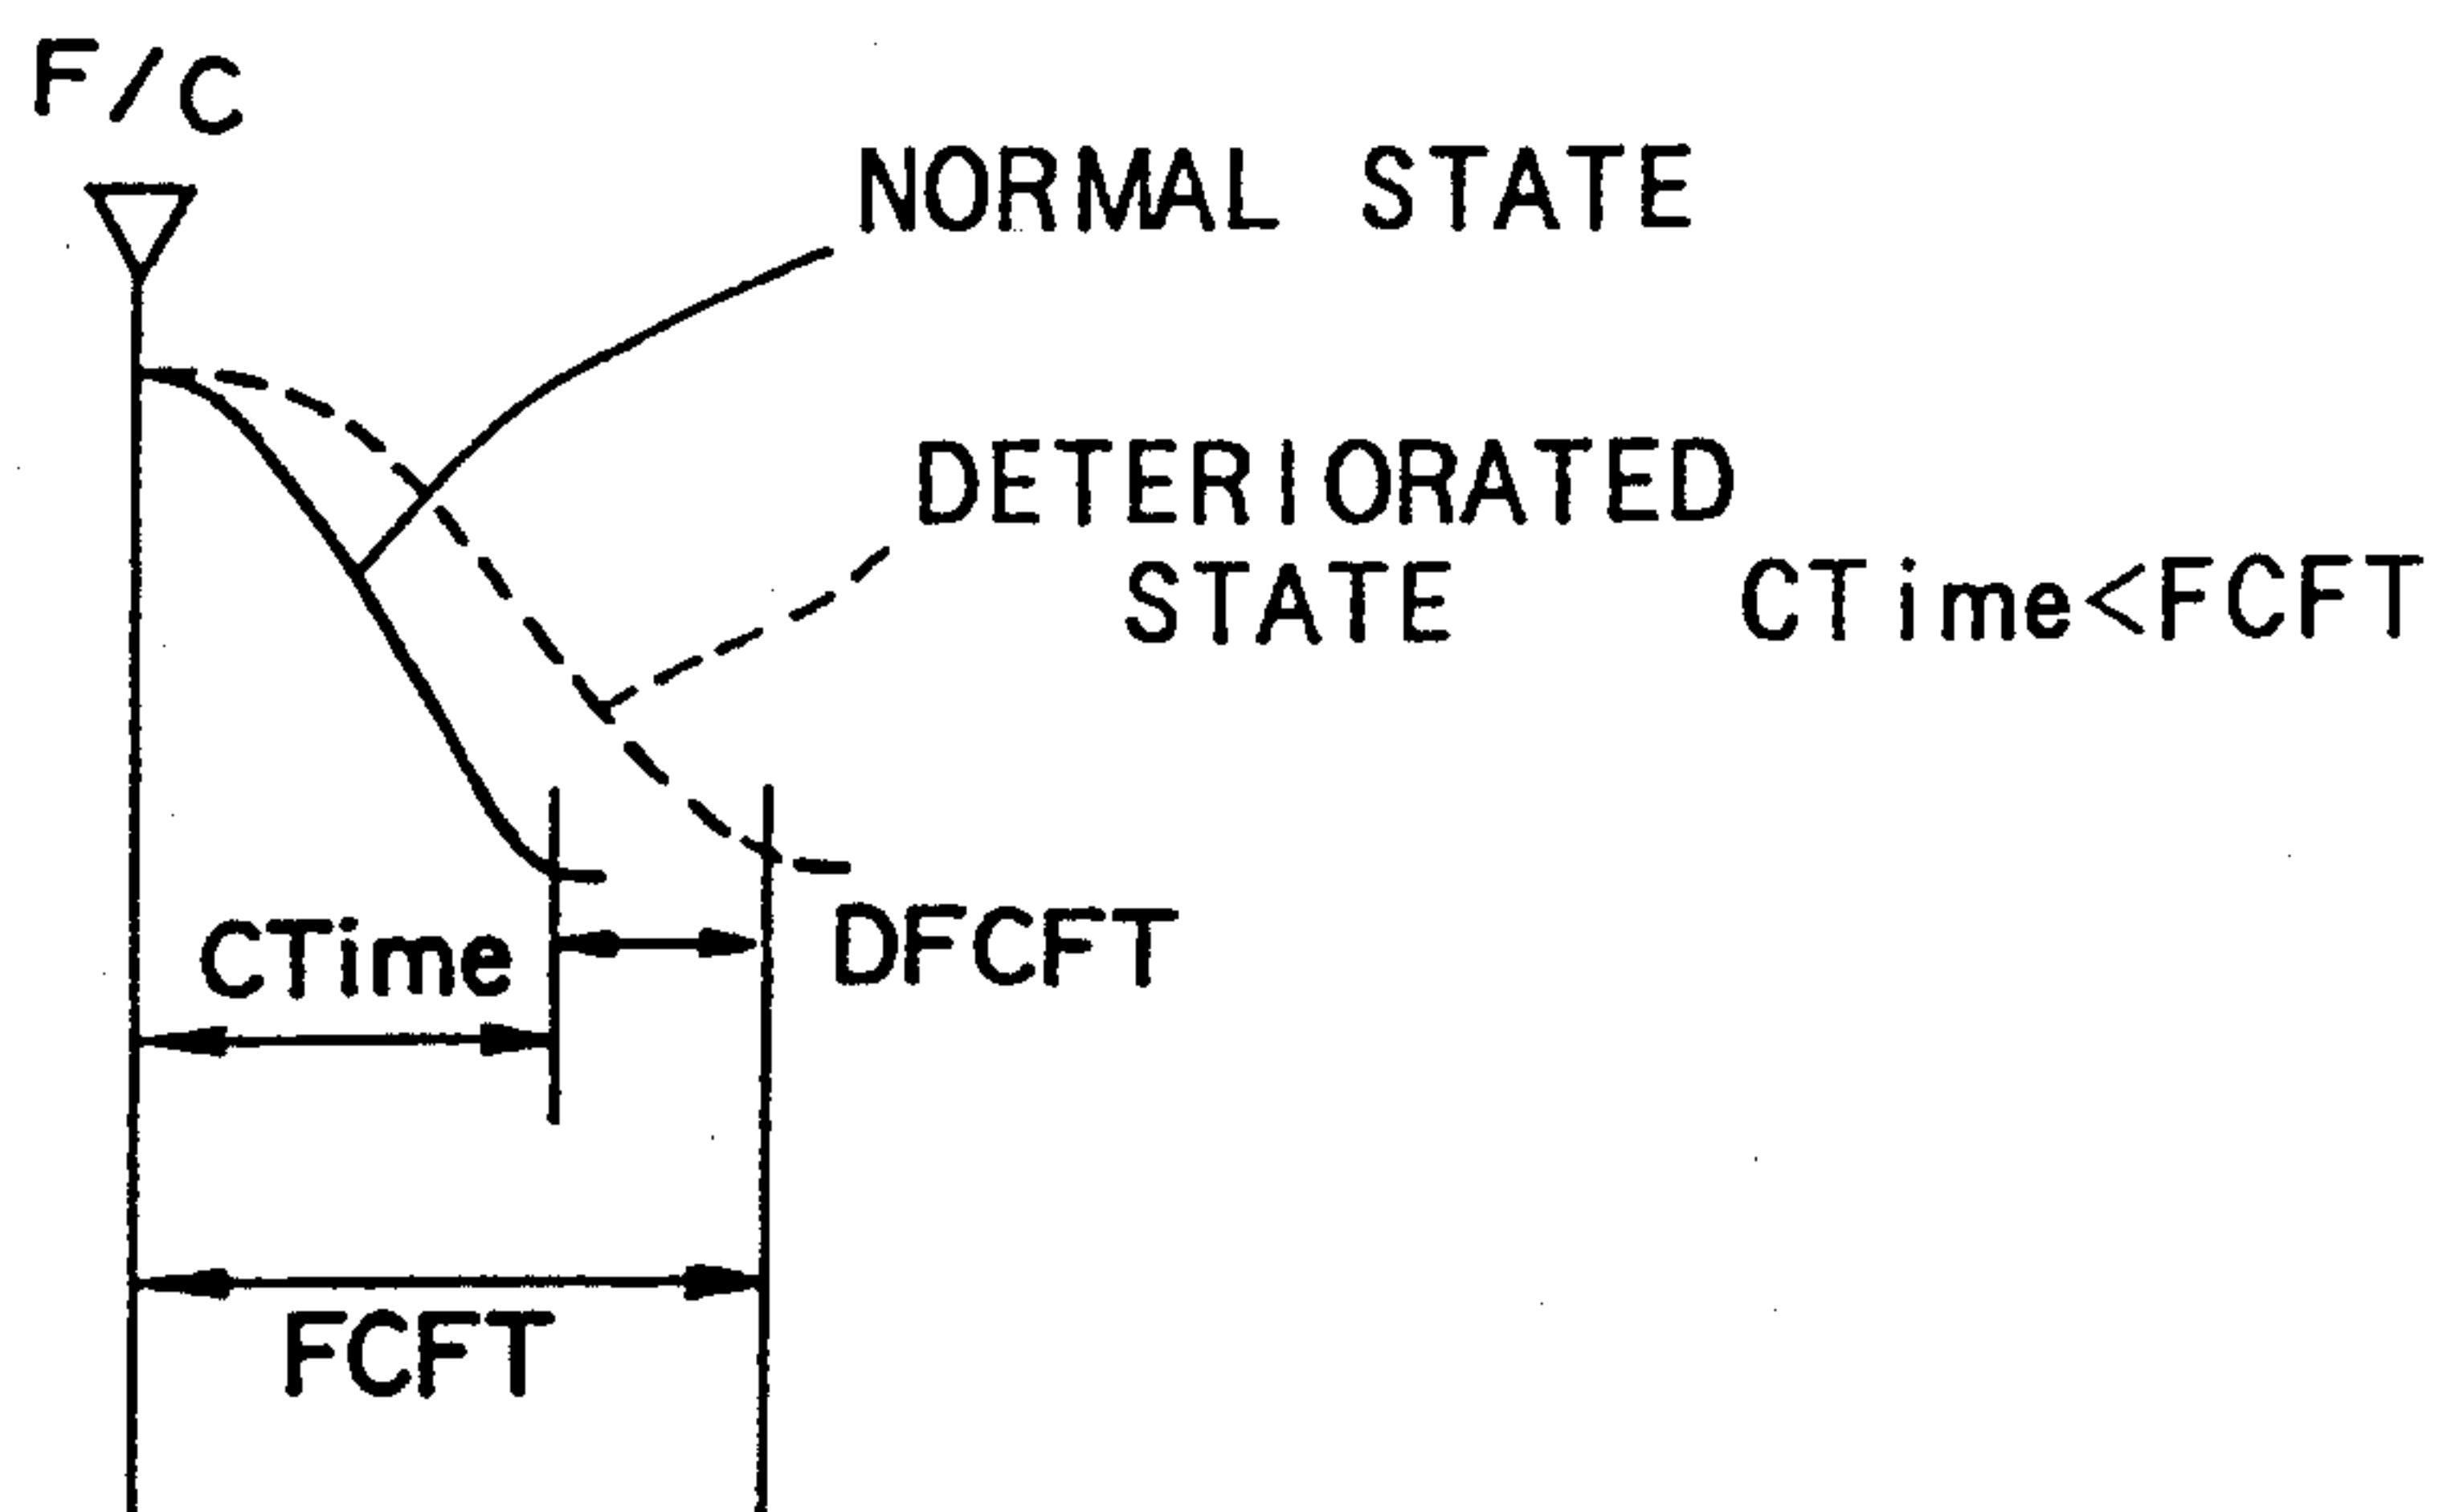 F/C
NORMAL STATE
DETERIORATED
STATE
CTime<FCFT
CTime
DFCFT
FCFT